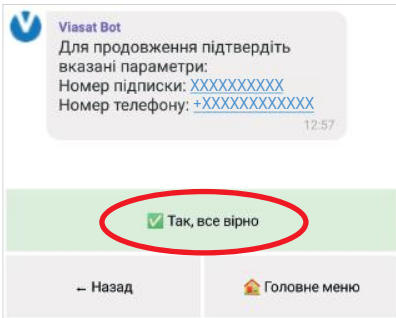 Viasat Bot
Для продовження підтвердіть
вказані параметри:
Номер підписки: XXXXXXXXXX
Номер телефону: +XXXXXXXXXXXX
12:57
✅ Так, все вірно
← Назад
🏠 Головне меню